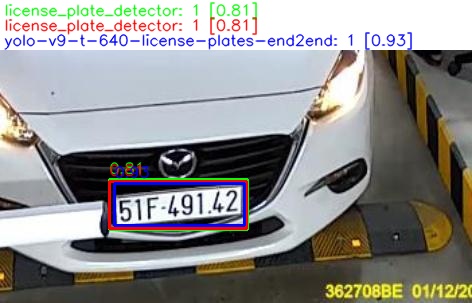 license_plate_detector: 1 [0.81]
license_plate_detector: 1 [0.81]
yolo-v9-t-640-license-plates-end2end: 1 [0.93]
0.81
51F-491.42
362708BE 01/12/20